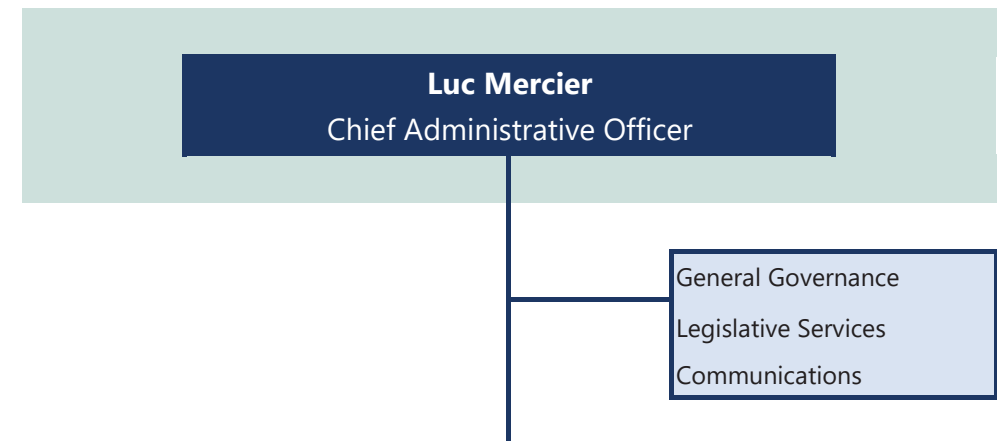 Luc Mercier
Chief Administrative Officer
General Governance
Legislative Services
Communications